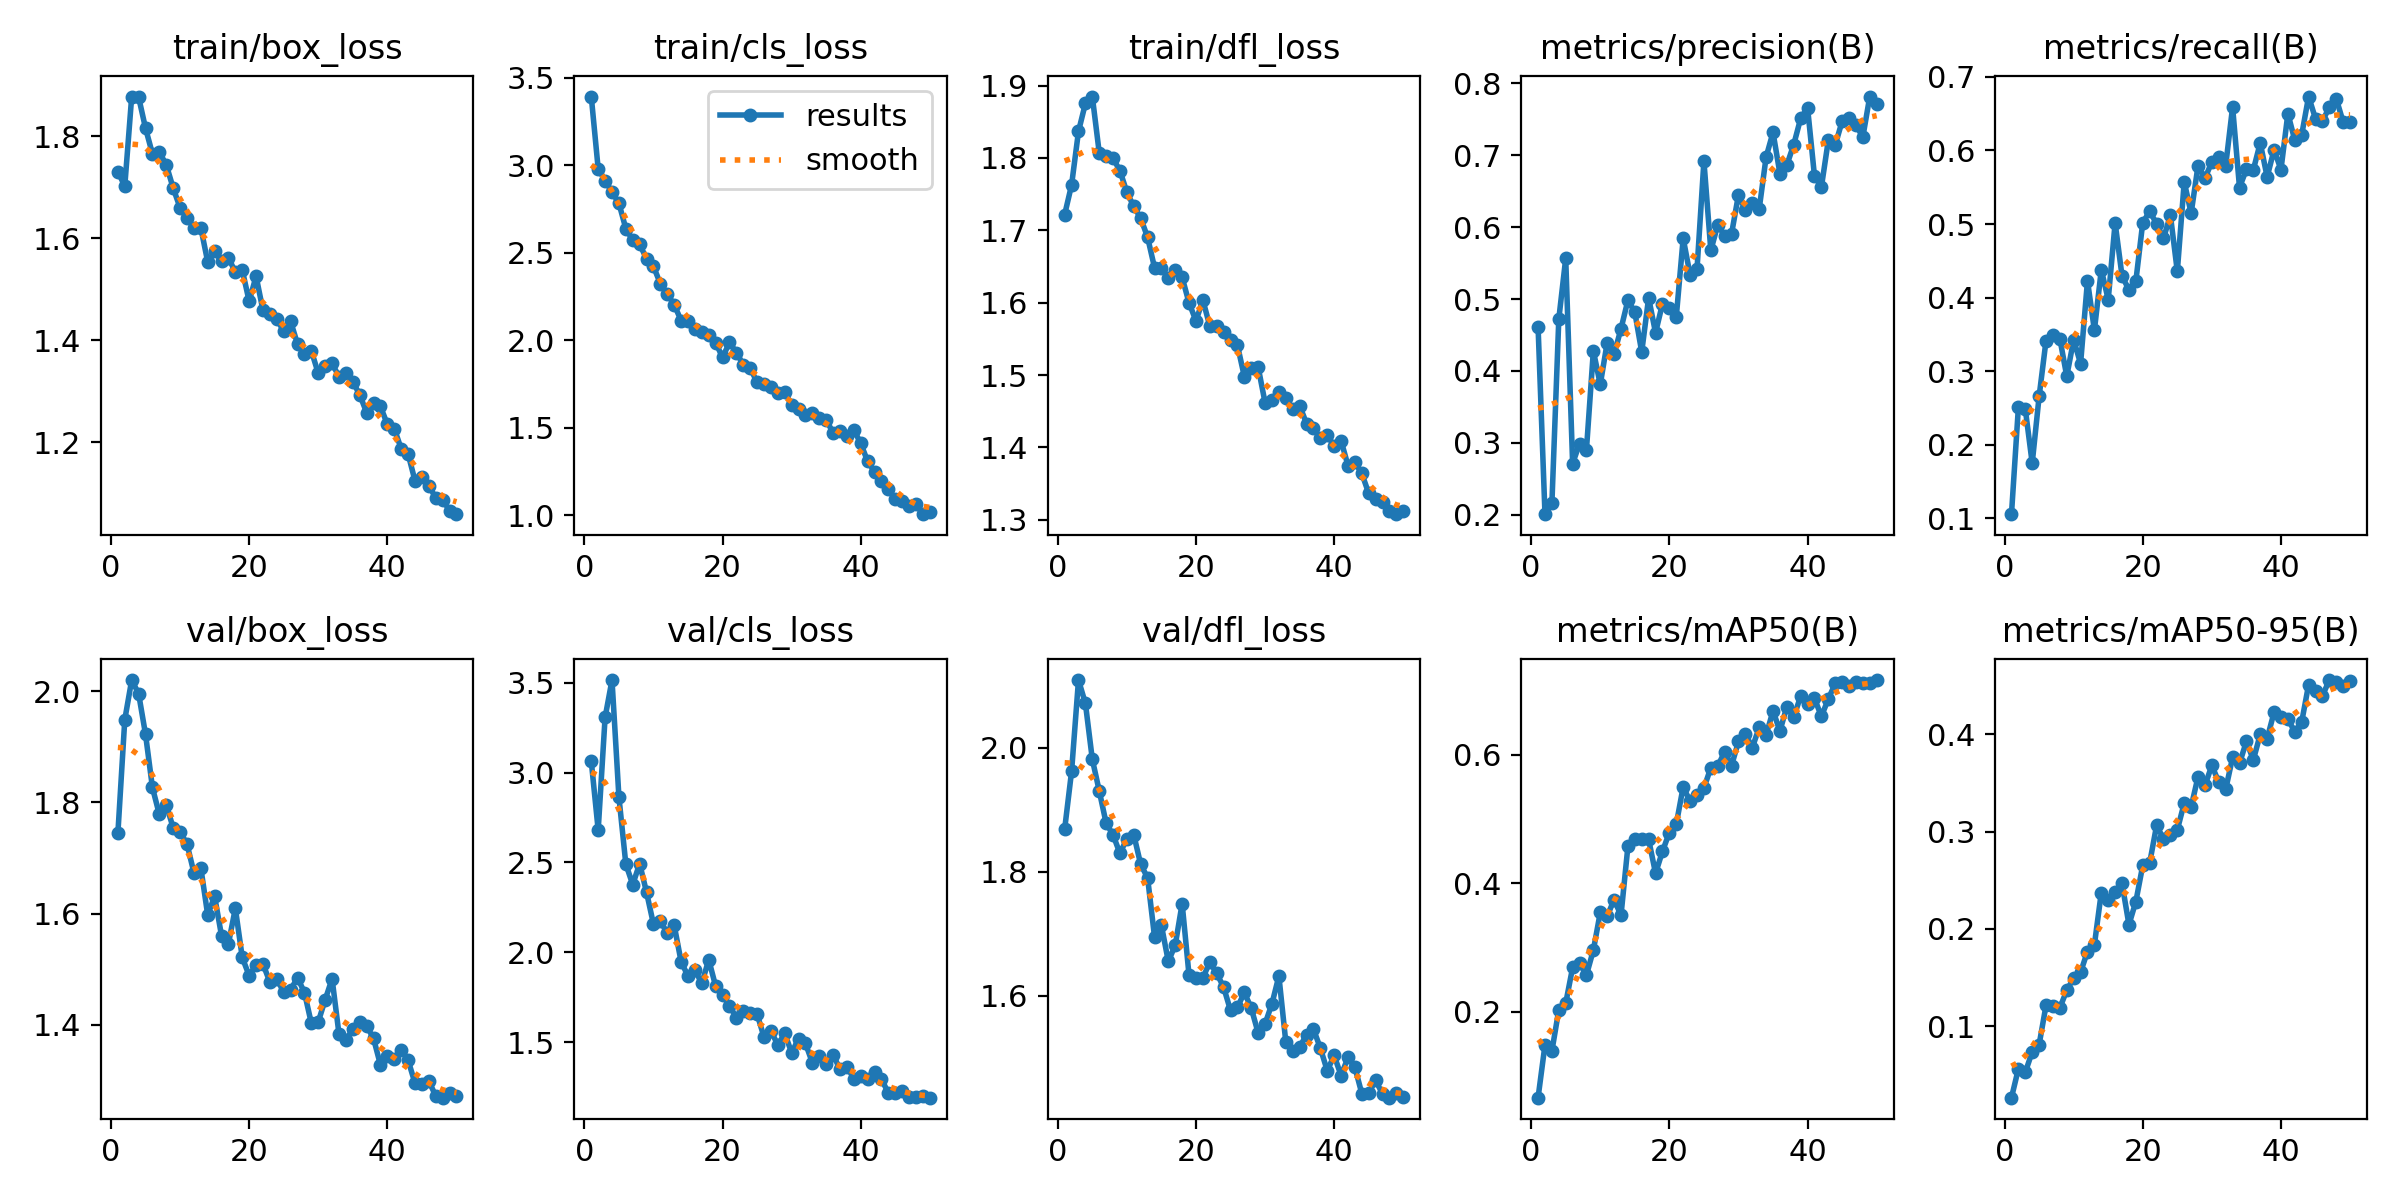 train/box_loss
1.8
1.6
1.4
1.2
0 20 40
train/cls_loss
results
smooth
3.5
3.0
2.5
2.0
1.5
1.0
0 20 40
train/dfl_loss
1.9
1.8
1.7
1.6
1.5
1.4
1.3
0 20 40
metrics/precision(B)
0.8
0.7
0.6
0.5
0.4
0.3
0.2
0 20 40
metrics/recall(B)
0.7
0.6
0.5
0.4
0.3
0.2
0.1
0 20 40
val/box_loss
2.0
1.8
1.6
1.4
0 20 40
val/cls_loss
3.5
3.0
2.5
2.0
1.5
0 20 40
val/dfl_loss
2.0
1.8
1.6
0 20 40
metrics/mAP50(B)
0.6
0.4
0.2
0 20 40
metrics/mAP50-95(B)
0.4
0.3
0.2
0.1
0 20 40